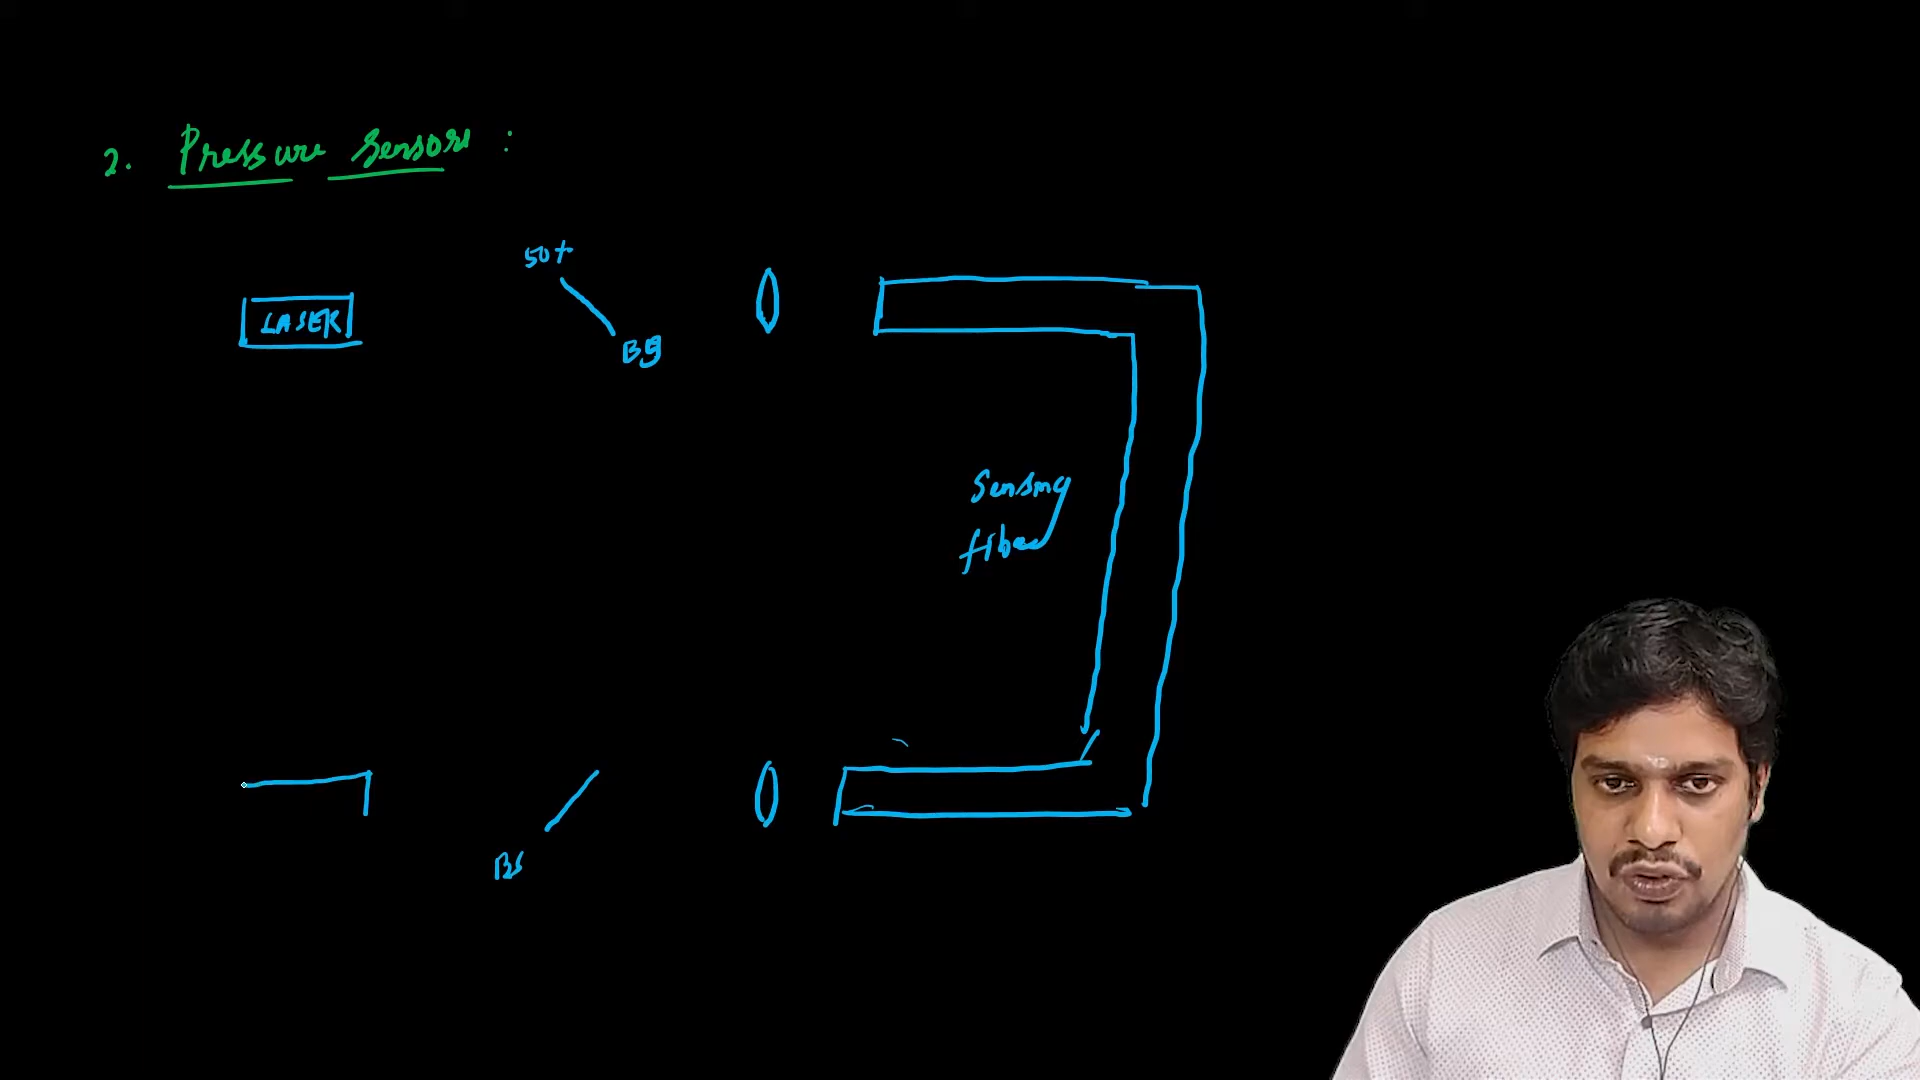 2. Pressure Sensors :
50%
LASER
BS
Sensing
fiber
BS